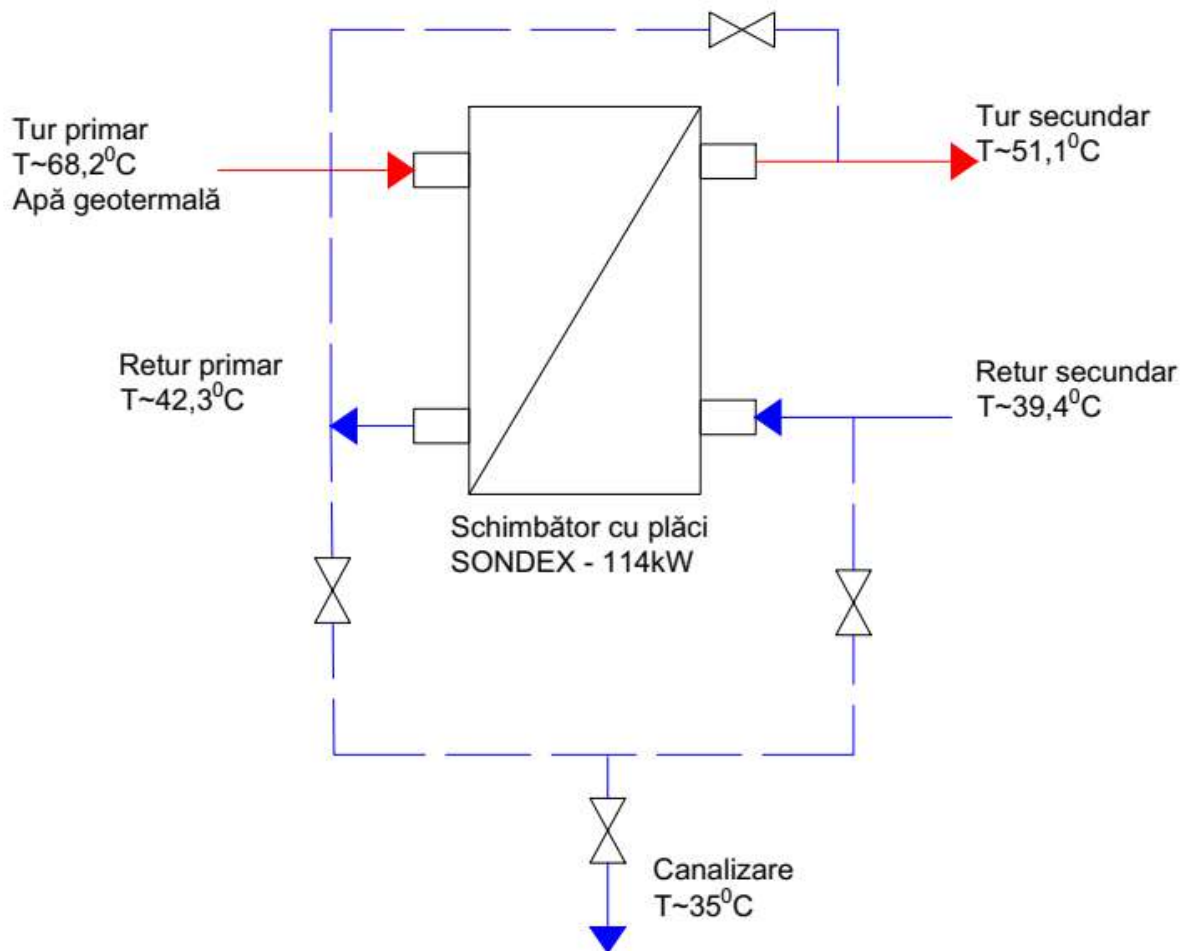 Tur primar
T~68,2⁰C
Apă geotermală
Tur secundar
T~51,1⁰C
Retur primar
T~42,3⁰C
Retur secundar
T~39,4⁰C
Schimbător cu plăci
SONDEX - 114kW
Canalizare
T~35⁰C